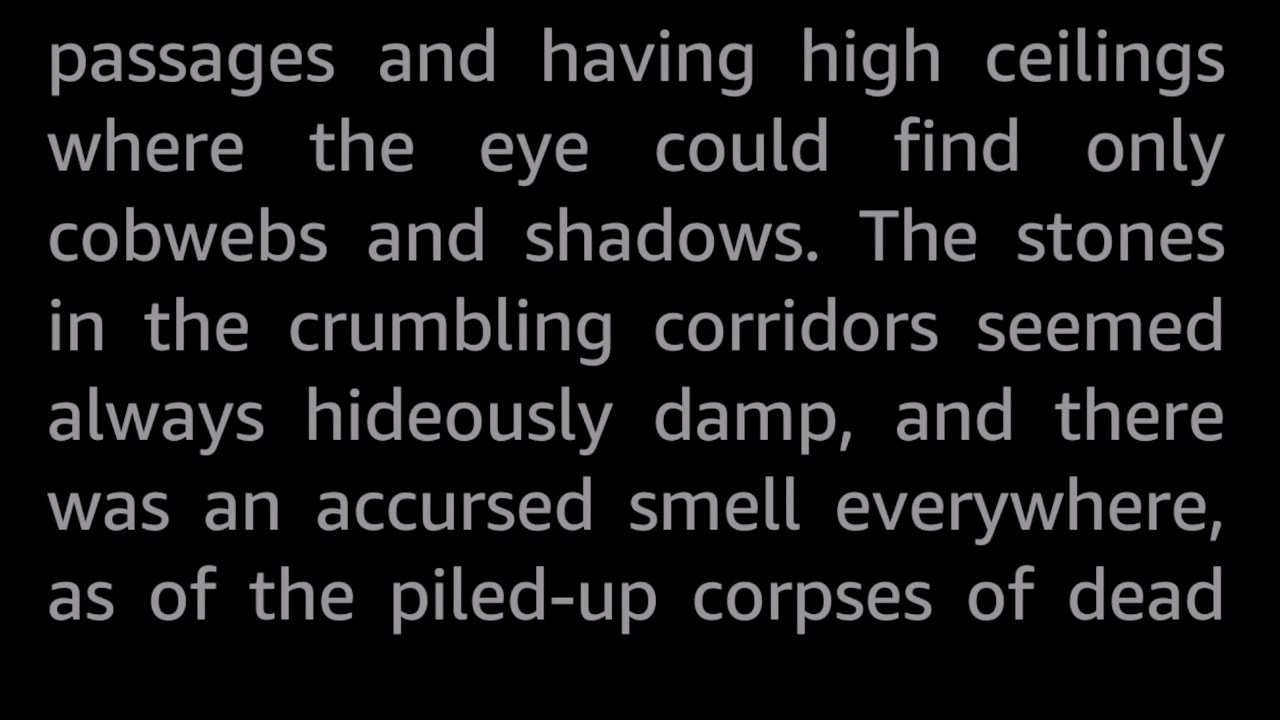 passages and having high ceilings
where the eye could find only
cobwebs and shadows. The stones
in the crumbling corridors seemed
always hideously damp, and there
was an accursed smell everywhere,
as of the piled-up corpses of dead